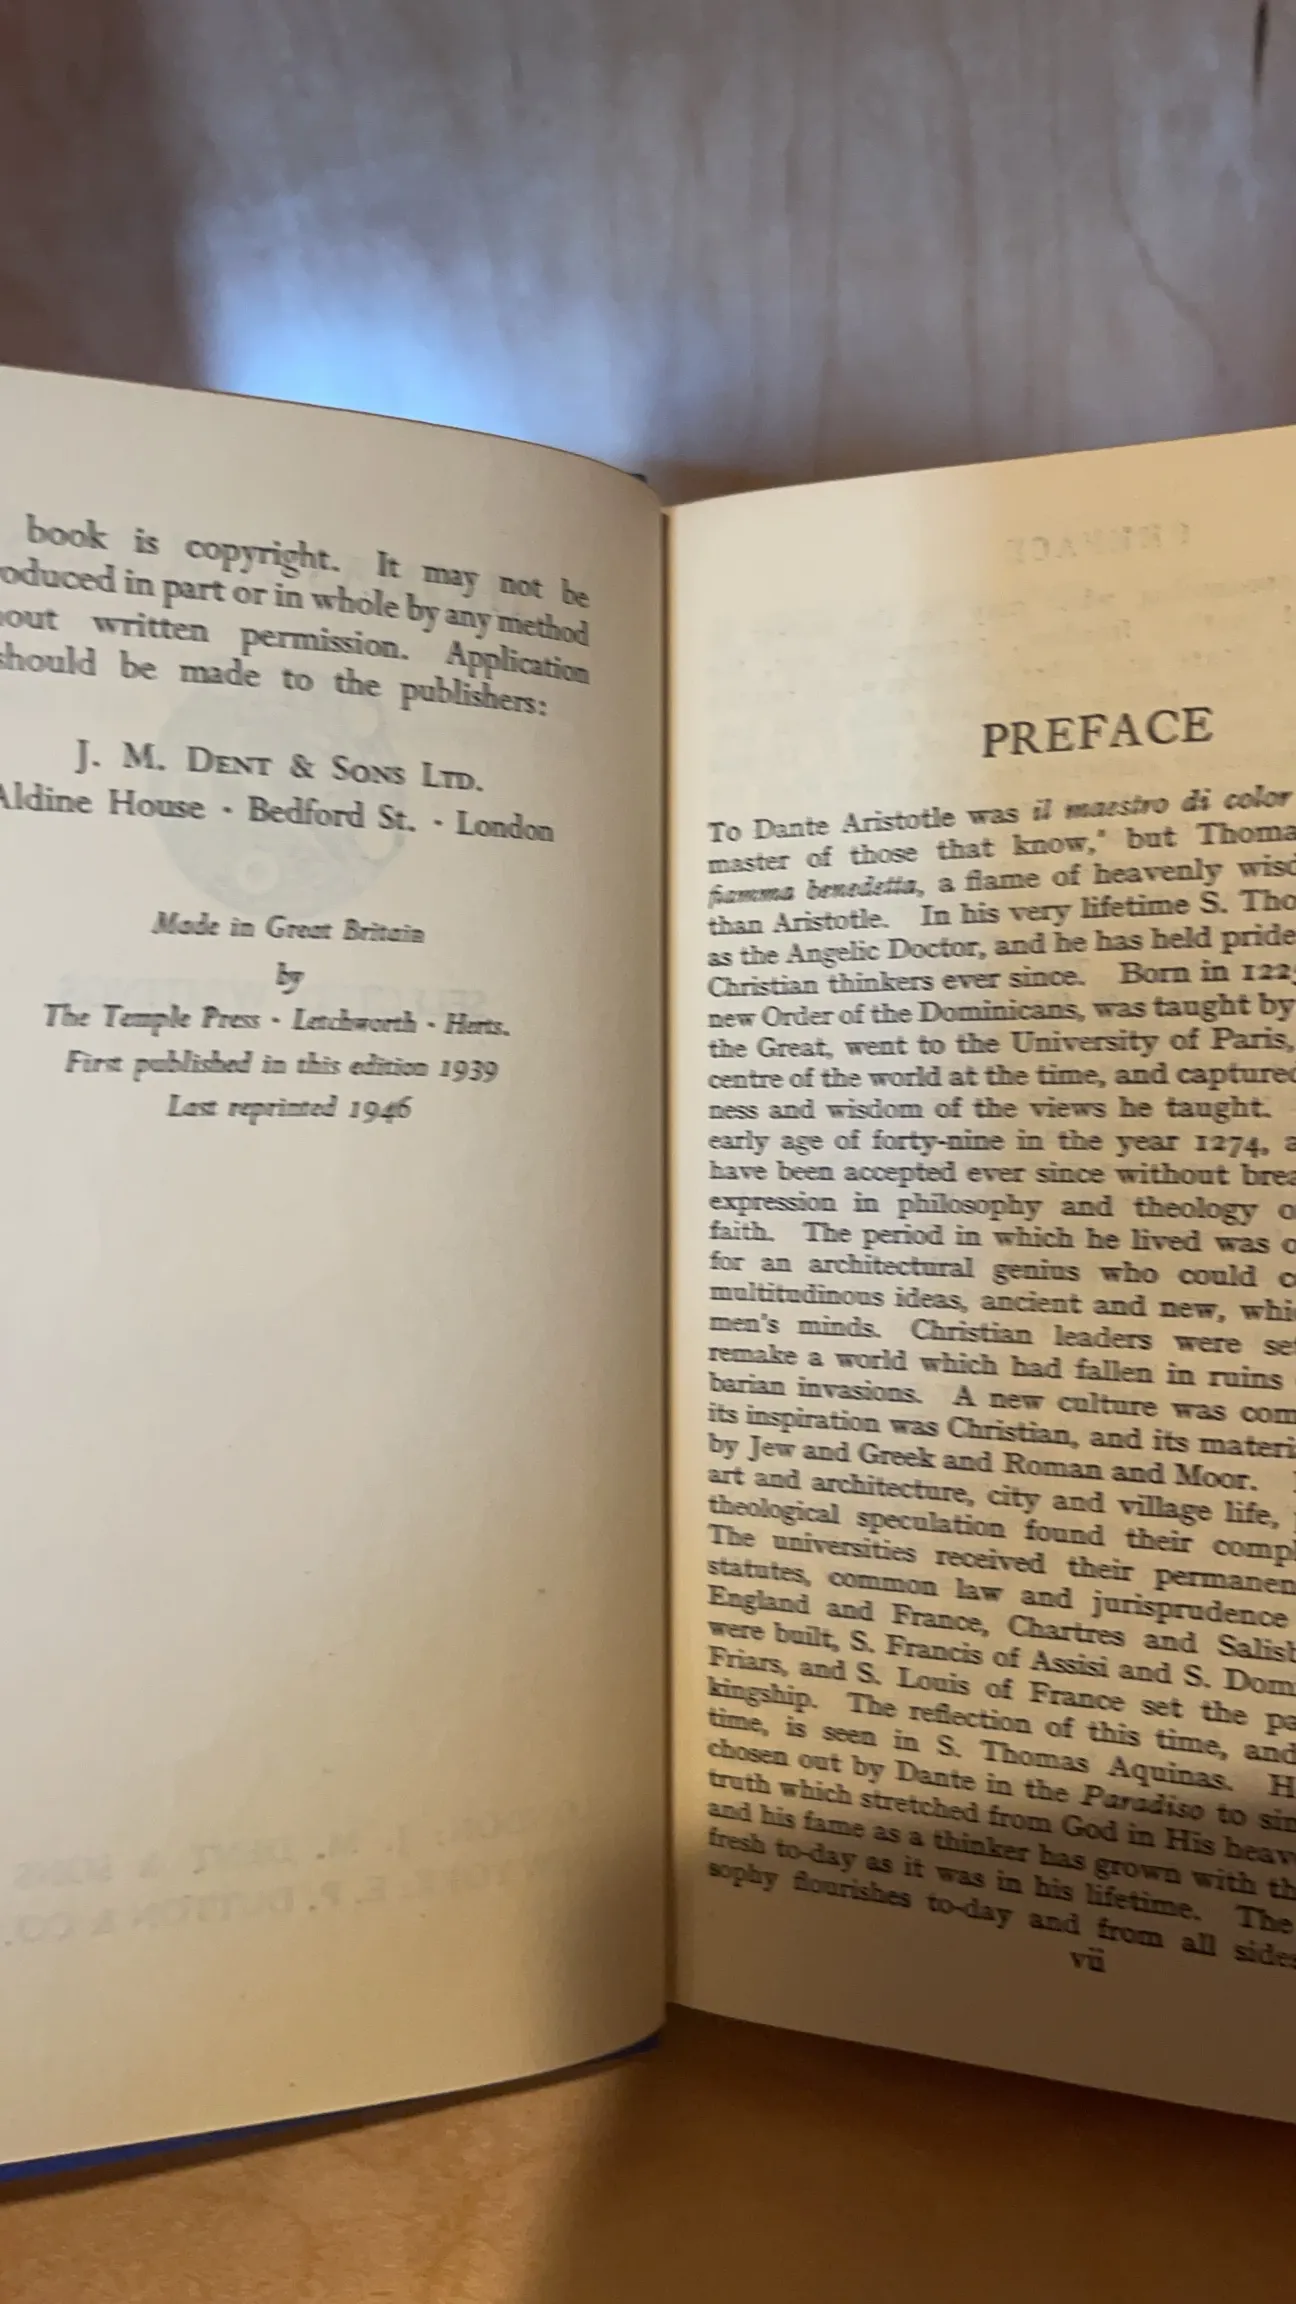 book is copyright. It may not be
oduced in part or in whole by any method
out written permission. Application
should be made to the publishers:
J. M. DENT & SONS LTD.
Aldine House · Bedford St. · London
Made in Great Britain
by
The Temple Press · Letchworth · Herts.
First published in this edition 1939
Last reprinted 1946
PREFACE
To Dante Aristotle was il maestro di color
master of those that know,' but Thoma
fiamma benedetta, a flame of heavenly wisd
than Aristotle. In his very lifetime S. Tho
as the Angelic Doctor, and he has held pride
Christian thinkers ever since. Born in 1225
new Order of the Dominicans, was taught by
the Great, went to the University of Paris,
centre of the world at the time, and captured
ness and wisdom of the views he taught.
early age of forty-nine in the year 1274, a
have been accepted ever since without brea
expression in philosophy and theology o
faith. The period in which he lived was o
for an architectural genius who could c
multitudinous ideas, ancient and new, whi
men's minds. Christian leaders were set
remake a world which had fallen in ruins
barian invasions. A new culture was com
its inspiration was Christian, and its materi
by Jew and Greek and Roman and Moor.
art and architecture, city and village life,
theological speculation found their compl
The universities received their permanen
statutes, common law and jurisprudence
England and France, Chartres and Salisb
were built, S. Francis of Assisi and S. Dom
Friars, and S. Louis of France set the pa
kingship. The reflection of this time, and
time, is seen in S. Thomas Aquinas. H
chosen out by Dante in the Paradiso to sin
truth which stretched from God in His heav
and his fame as a thinker has grown with th
fresh to-day as it was in his lifetime. The
sophy flourishes to-day and from all sides
vii